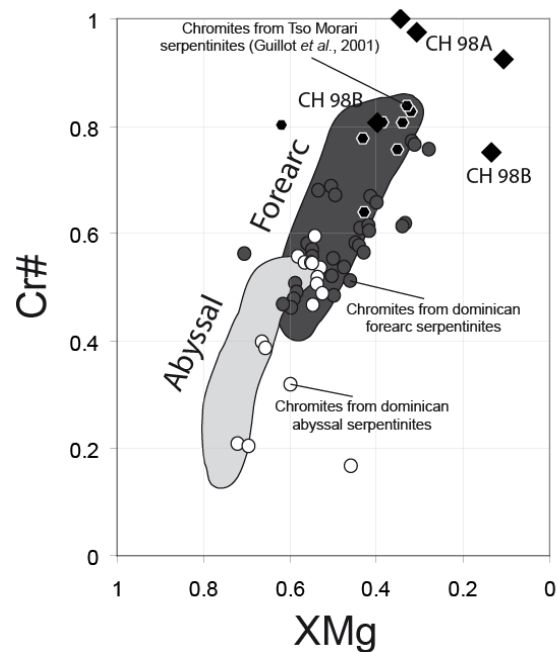 1
Chromites from Tso Morari
serpentinites (Guillot et al., 2001)
CH 98A
CH 98B
0.8
CH 98B
Forearc
0.6
Cr#
Abyssal
Chromites from dominican
forearc serpentinites
0.4
Chromites from dominican
abyssal serpentinites
0.2
0
1 0.8 0.6 0.4 0.2 0
XMg